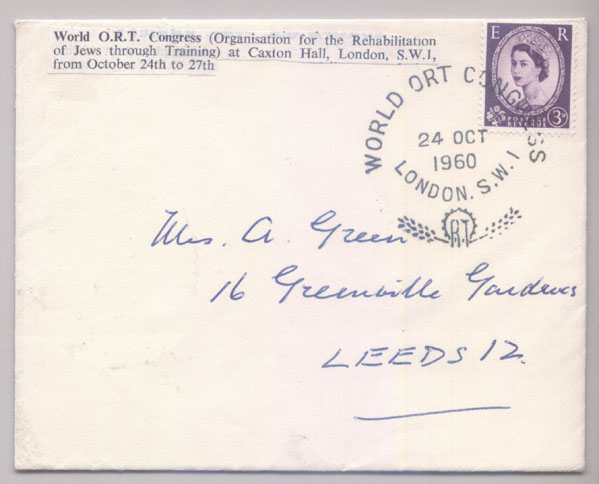 World O.R.T. Congress (Organisation for the Rehabilitation
of Jews through Training) at Caxton Hall, London, S.W.1,
from October 24th to 27th
E R
POSTAGE
REVENUE
3D
WORLD ORT CONGRESS
24 OCT
1960
LONDON. S.W.1
ORT
Mrs. A. Green
16 Greenville Gardens
LEEDS 12.